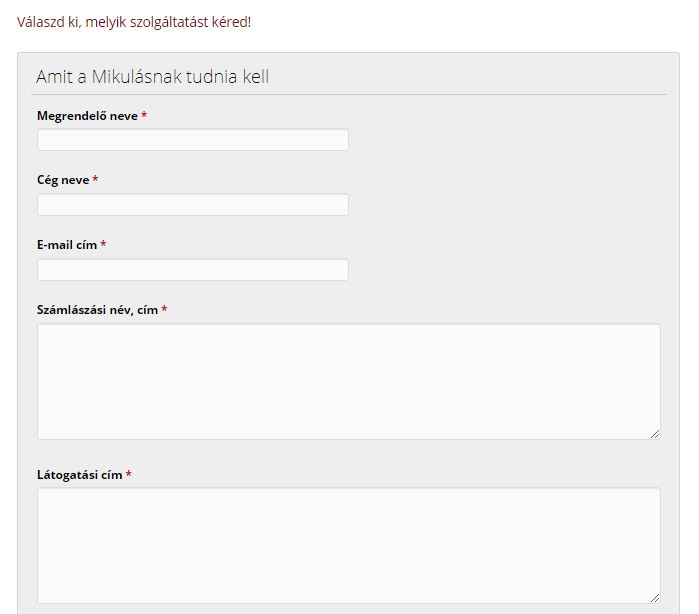 Válaszd ki, melyik szolgáltatást kéred!
Amit a Mikulásnak tudnia kell
Megrendelő neve *
Cég neve *
E-mail cím *
Számlászási név, cím *
Látogatási cím *